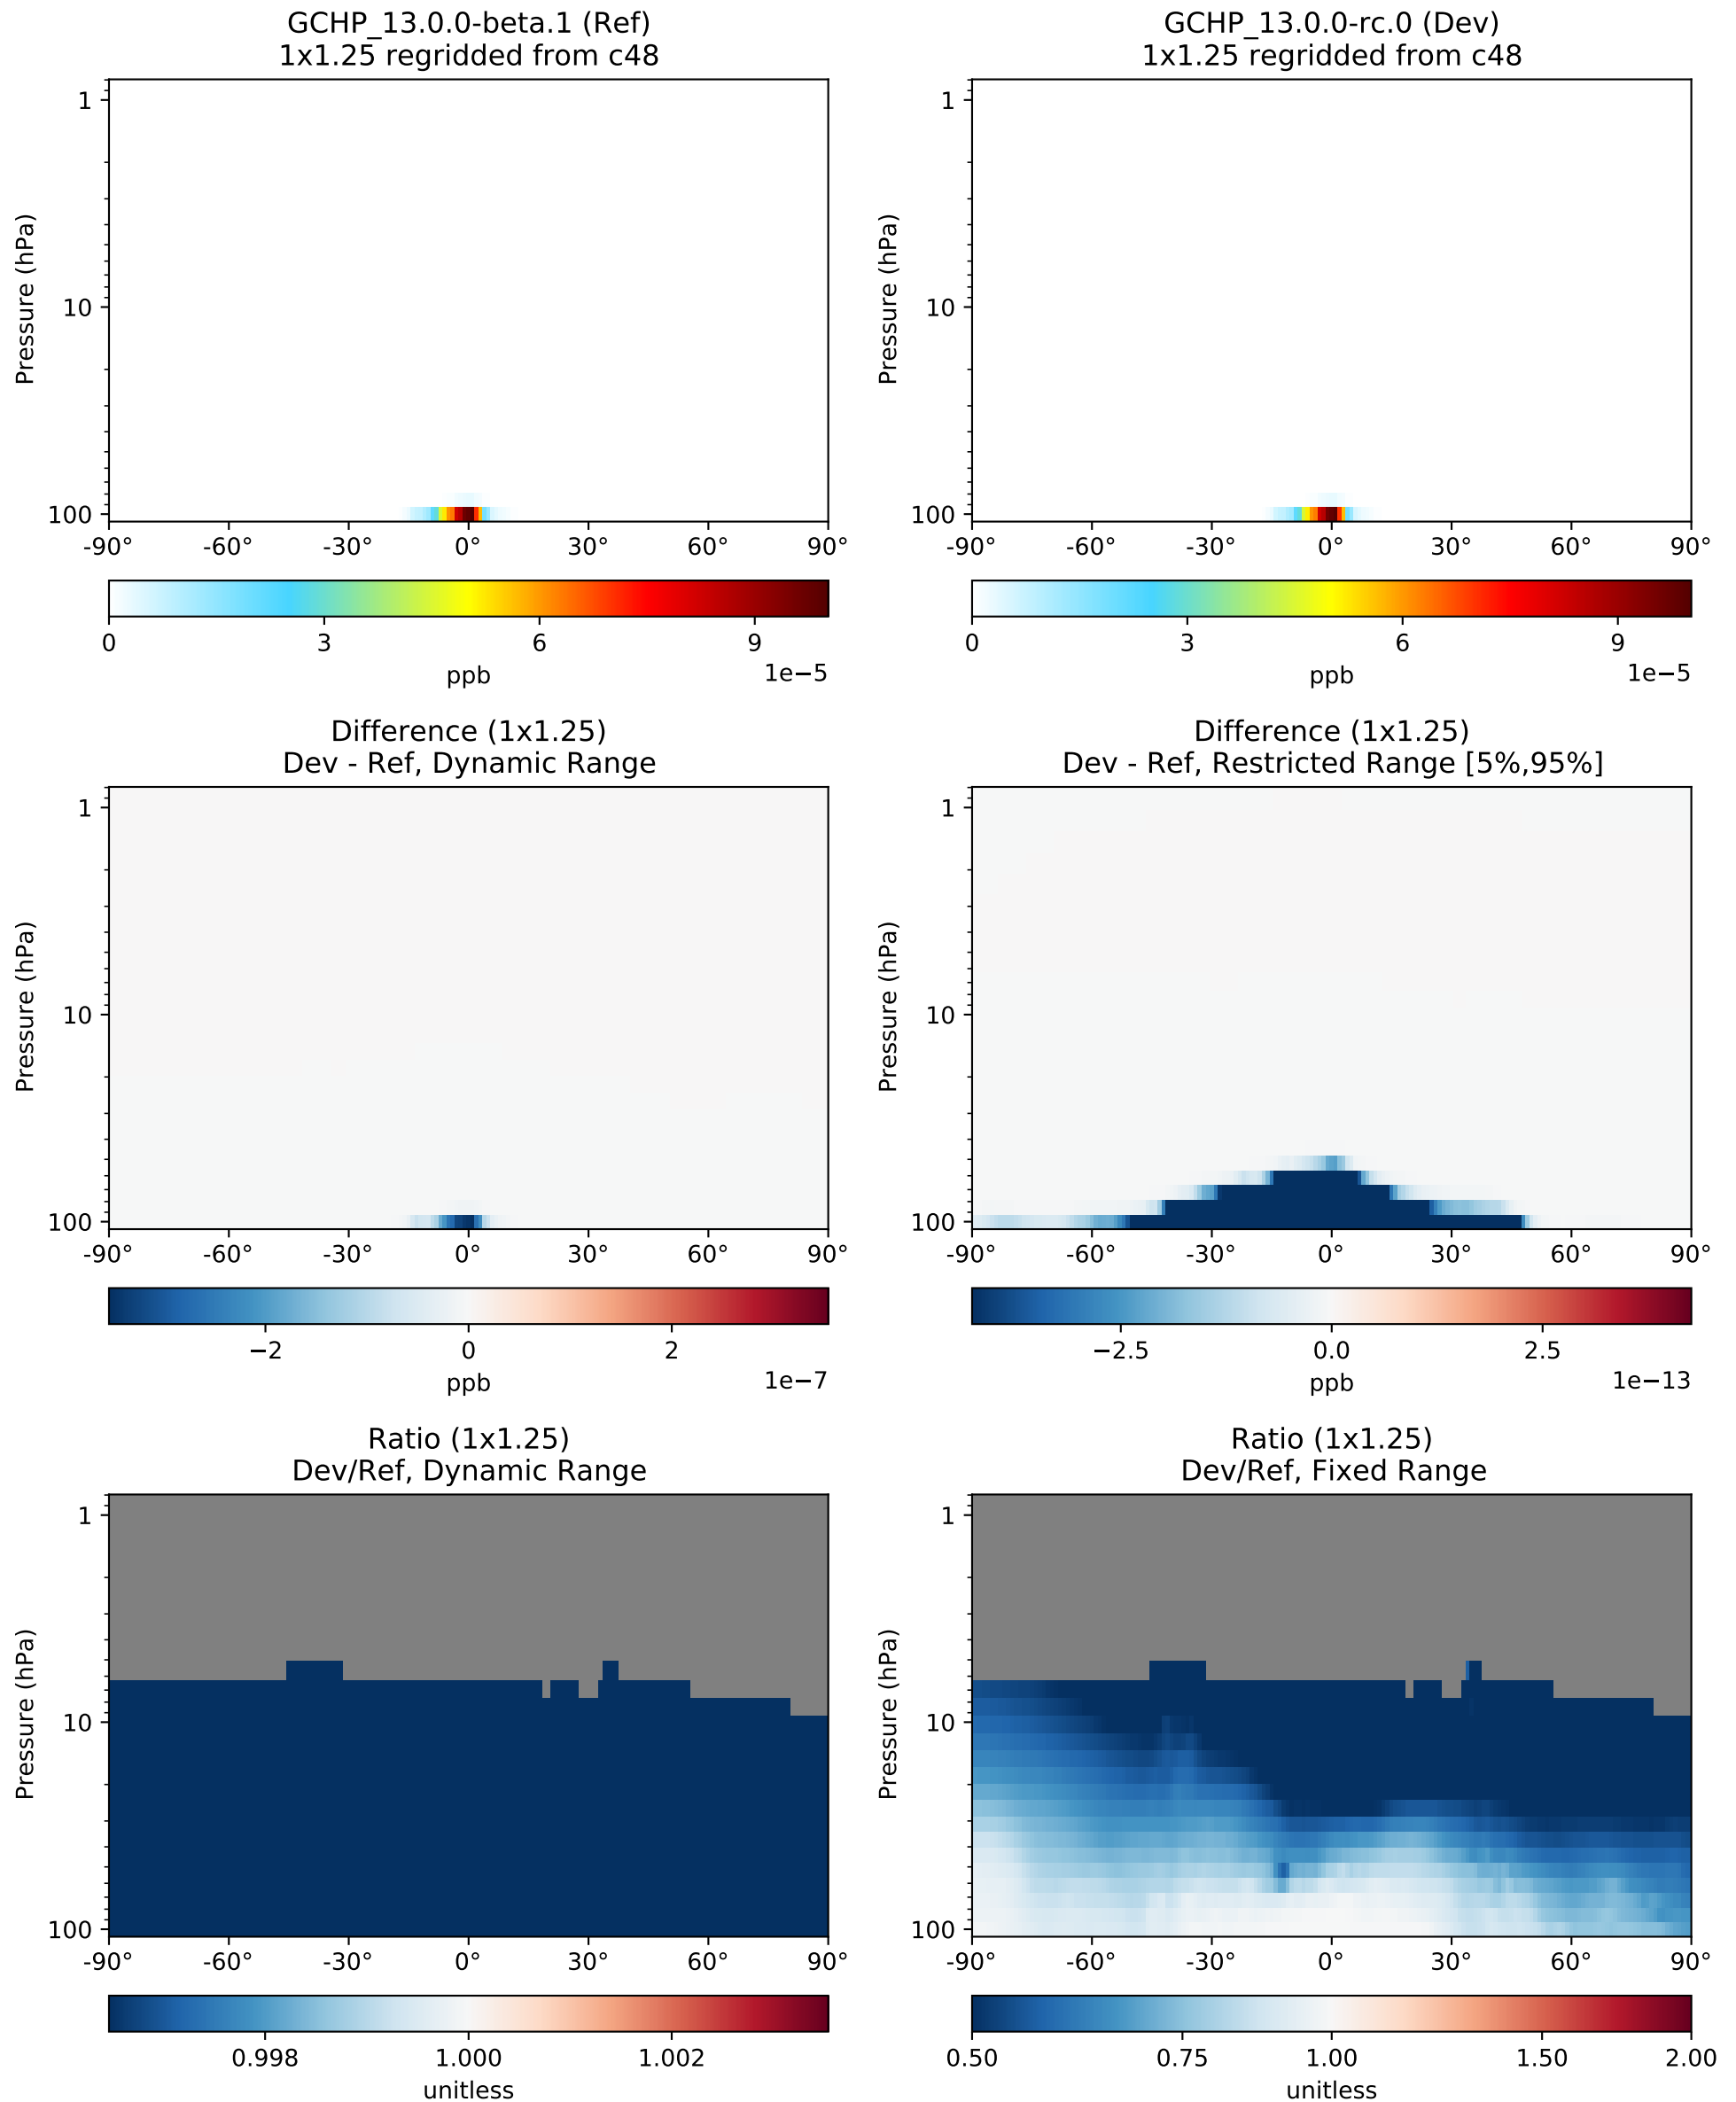 GCHP_13.0.0-beta.1 (Ref)
1x1.25 regridded from c48
Pressure (hPa)
1
10
100
-90° -60° -30° 0° 30° 60° 90°
0 3 6 9
ppb
1e−5
GCHP_13.0.0-rc.0 (Dev)
1x1.25 regridded from c48
Pressure (hPa)
1
10
100
-90° -60° -30° 0° 30° 60° 90°
0 3 6 9
ppb
1e−5
Difference (1x1.25)
Dev - Ref, Dynamic Range
Pressure (hPa)
1
10
100
-90° -60° -30° 0° 30° 60° 90°
−2 0 2
ppb
1e−7
Difference (1x1.25)
Dev - Ref, Restricted Range [5%,95%]
Pressure (hPa)
1
10
100
-90° -60° -30° 0° 30° 60° 90°
−2.5 0.0 2.5
ppb
1e−13
Ratio (1x1.25)
Dev/Ref, Dynamic Range
Pressure (hPa)
1
10
100
-90° -60° -30° 0° 30° 60° 90°
0.998 1.000 1.002
unitless
Ratio (1x1.25)
Dev/Ref, Fixed Range
Pressure (hPa)
1
10
100
-90° -60° -30° 0° 30° 60° 90°
0.50 0.75 1.00 1.50 2.00
unitless